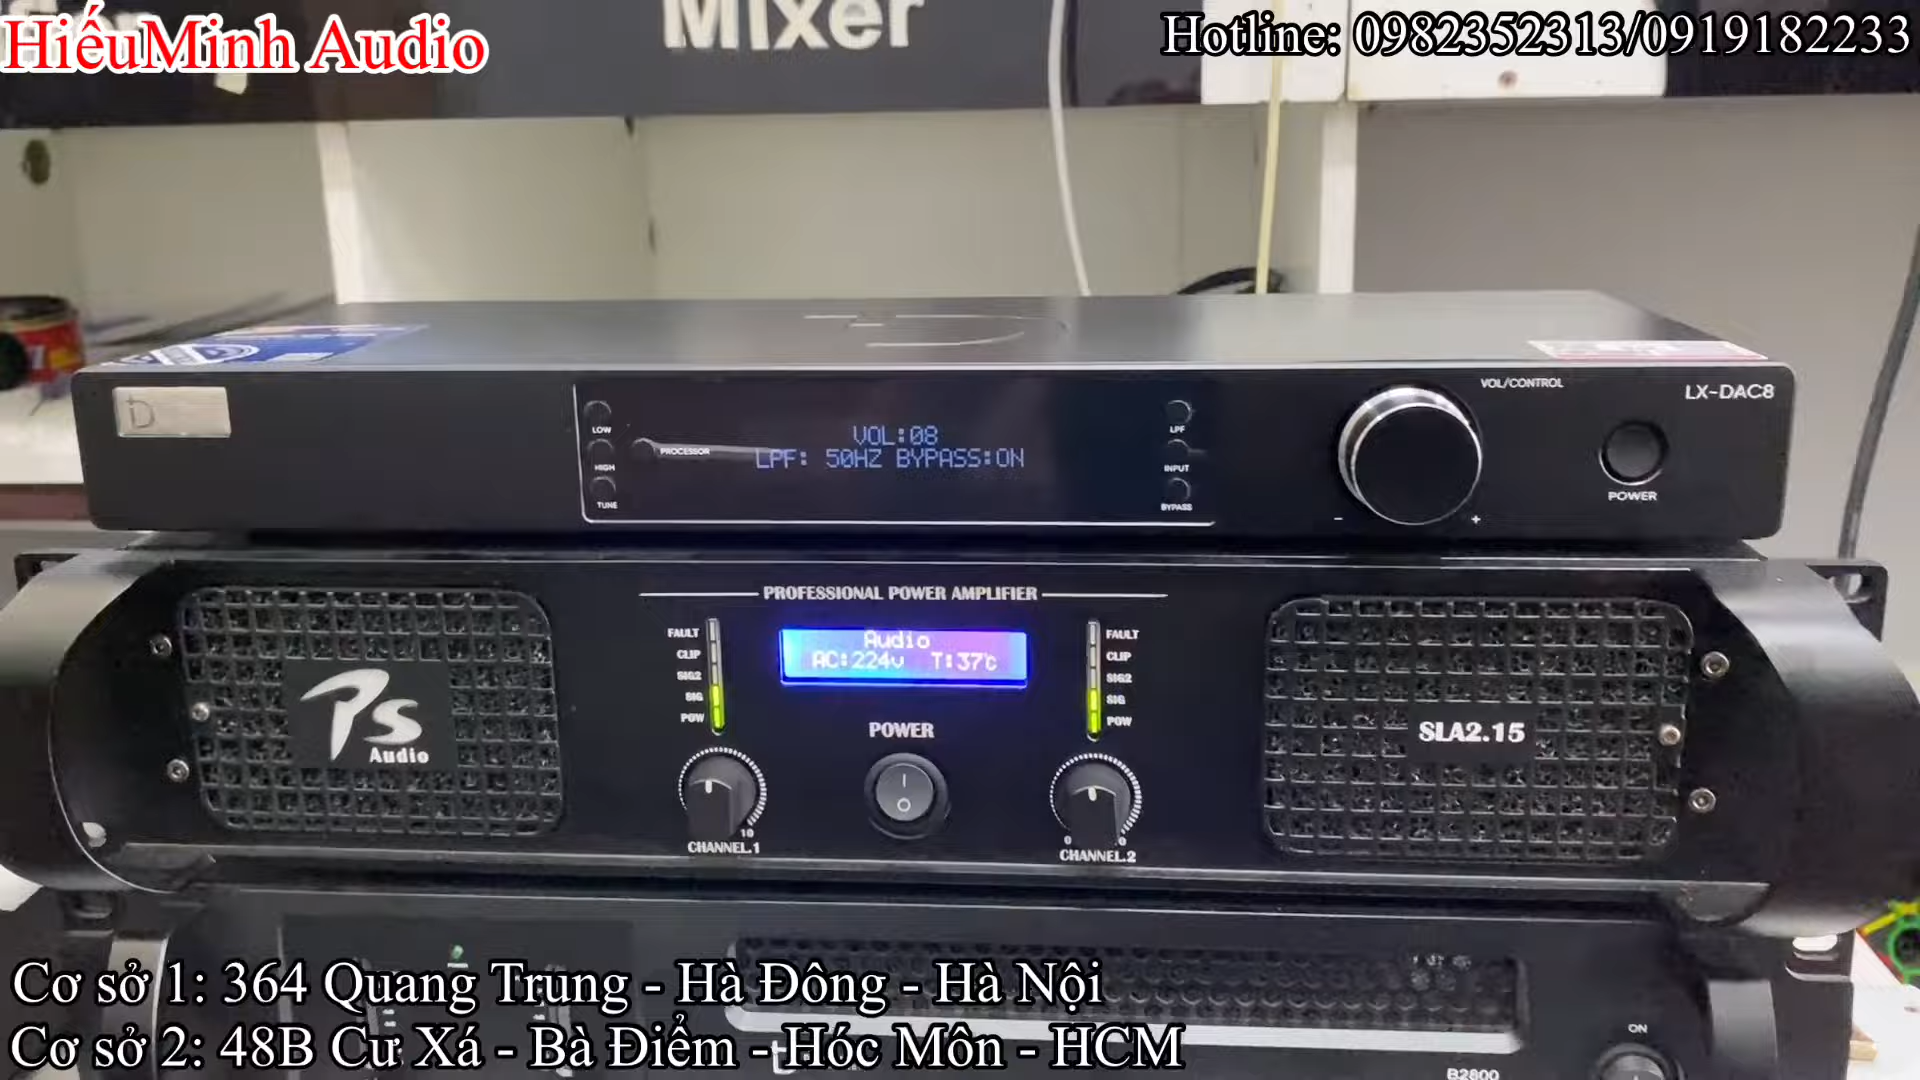 Mixer
HiếuMinh Audio
Hotline: 0982352313/0919182233
VOL/CONTROL
LX-DAC8
LOW
HIGH
TUNE
PROCESSOR
VOL:08
LPF: 50HZ BYPASS:ON
LPF
INPUT
BYPASS
- +
POWER
PROFESSIONAL POWER AMPLIFIER
FAULT
CLIP
SIG2
SIG
POW
Audio
AC:224v T:37℃
FAULT
CLIP
SIG2
SIG
POW
Ps
Audio
POWER
SLA2.15
10
CHANNEL.1
0
CHANNEL.2
Cơ sở 1: 364 Quang Trung - Hà Đông - Hà Nội
Cơ sở 2: 48B Cư Xá - Bà Điểm - Hóc Môn - HCM
ON
B2800